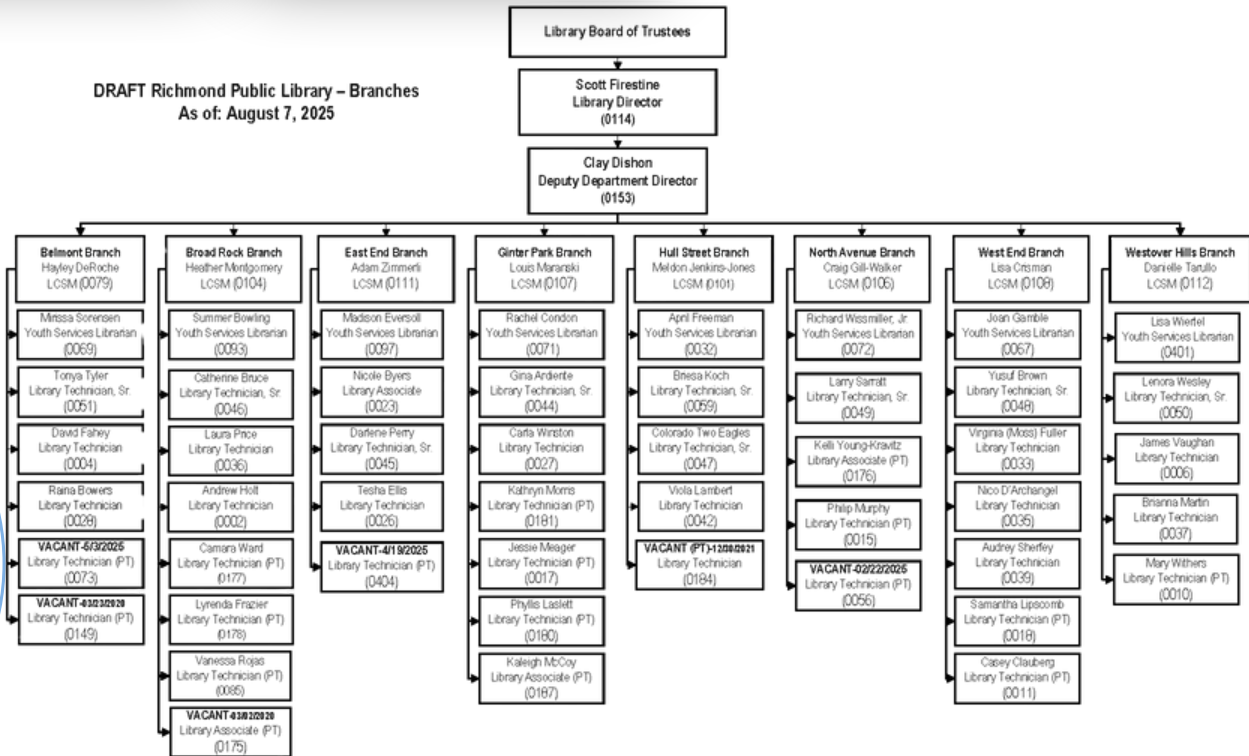 Library Board of Trustees
DRAFT Richmond Public Library – Branches
As of: August 7, 2025
Scott Firestine
Library Director
(0114)
Clay Dishon
Deputy Department Director
(0153)
Belmont Branch
Hayley DeRoche
LCSM (0079)
Mirissa Sorensen
Youth Services Librarian
(0069)
Tonya Tyler
Library Technician, Sr.
(0051)
David Fahey
Library Technician
(0004)
Raina Bowers
Library Technician
(0028)
VACANT-5/3/2025
Library Technician (PT)
(0073)
VACANT-03/23/2020
Library Technician (PT)
(0149)
Broad Rock Branch
Heather Montgomery
LCSM (0104)
Summer Bowling
Youth Services Librarian
(0093)
Catherine Bruce
Library Technician, Sr.
(0046)
Laura Price
Library Technician
(0036)
Andrew Holt
Library Technician
(0002)
Camara Ward
Library Technician (PT)
(0177)
Lyrenda Frazier
Library Technician (PT)
(0178)
Vanessa Rojas
Library Technician (PT)
(0085)
VACANT-03/02/2020
Library Associate (PT)
(0175)
East End Branch
Adam Zimmerli
LCSM (0111)
Madison Eversoll
Youth Services Librarian
(0097)
Nicole Byers
Library Associate
(0023)
Darlene Perry
Library Technician, Sr.
(0045)
Tesha Ellis
Library Technician
(0026)
VACANT-4/19/2025
Library Technician (PT)
(0404)
Ginter Park Branch
Louis Maranski
LCSM (0107)
Rachel Condon
Youth Services Librarian
(0071)
Gina Ardiente
Library Technician, Sr.
(0044)
Carla Winston
Library Technician
(0027)
Kathryn Morris
Library Technician (PT)
(0181)
Jessie Meager
Library Technician (PT)
(0017)
Phyllis Laslett
Library Technician (PT)
(0180)
Kaleigh McCoy
Library Associate (PT)
(0187)
Hull Street Branch
Meldon Jenkins-Jones
LCSM (0101)
April Freeman
Youth Services Librarian
(0032)
Briesa Koch
Library Technician, Sr.
(0059)
Colorado Two Eagles
Library Technician, Sr.
(0047)
Viola Lambert
Library Technician
(0042)
VACANT (PT)-12/30/2021
Library Technician
(0184)
North Avenue Branch
Craig Gill-Walker
LCSM (0106)
Richard Wissmiller, Jr.
Youth Services Librarian
(0072)
Larry Sarratt
Library Technician, Sr.
(0049)
Kelli Young-Kravitz
Library Associate (PT)
(0176)
Philip Murphy
Library Technician (PT)
(0015)
VACANT-02/22/2025
Library Technician (PT)
(0056)
West End Branch
Lisa Crisman
LCSM (0108)
Joan Gamble
Youth Services Librarian
(0067)
Yusuf Brown
Library Technician, Sr.
(0048)
Virginia (Moss) Fuller
Library Technician
(0033)
Nico D'Archangel
Library Technician
(0035)
Audrey Sherfey
Library Technician
(0039)
Samantha Lipscomb
Library Technician (PT)
(0018)
Casey Clauberg
Library Technician (PT)
(0011)
Westover Hills Branch
Danielle Tarullo
LCSM (0112)
Lisa Wiertel
Youth Services Librarian
(0401)
Lenora Wesley
Library Technician, Sr.
(0050)
James Vaughan
Library Technician
(0006)
Brianna Martin
Library Technician
(0037)
Mary Withers
Library Technician (PT)
(0010)